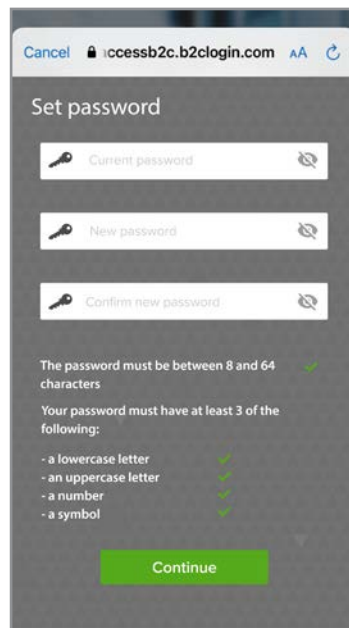 Cancel ccessb2c.b2clogin.com AA
Set password
Current password
New password
Confirm new password
The password must be between 8 and 64
characters
Your password must have at least 3 of the
following:
- a lowercase letter
- an uppercase letter
- a number
- a symbol
Continue